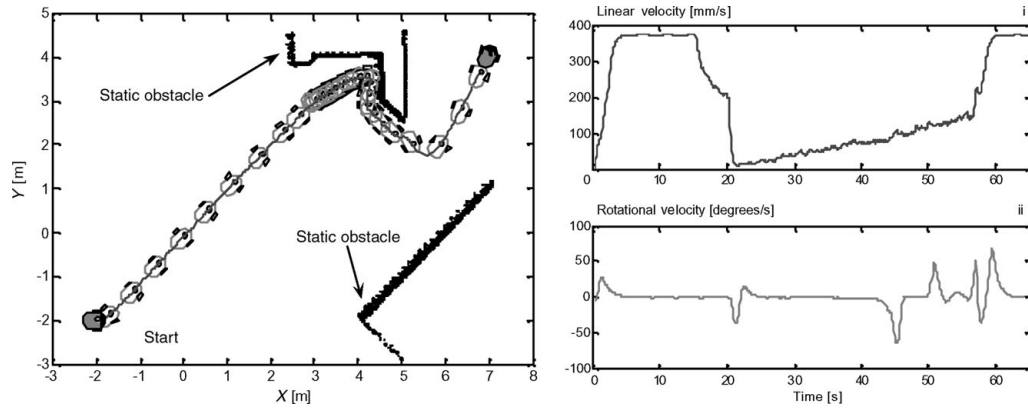 5
4
3
2
1
0
-1
-2
-3
Y [m]
Static obstacle
Static obstacle
Start
-3 -2 -1 0 1 2 3 4 5 6 7 8
X [m]
Linear velocity [mm/s] i
400
300
200
100
0 10 20 30 40 50 60
Rotational velocity [degrees/s] ii
100
50
0
-50
-100
0 10 20 30 40 50 60
Time [s]